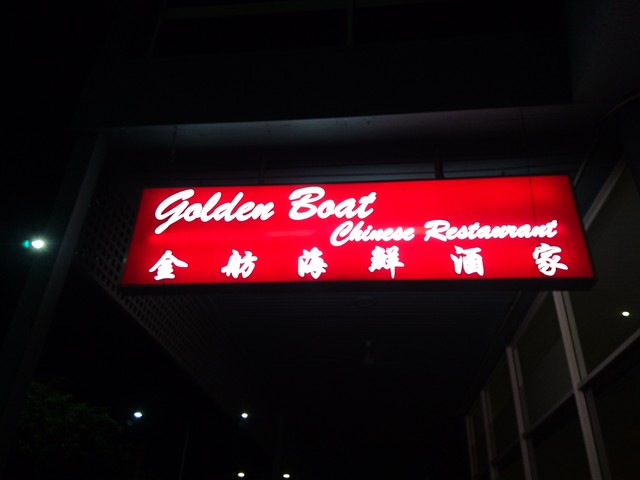 Golden Boat
Chinese Restaurant
金舫海鮮酒家